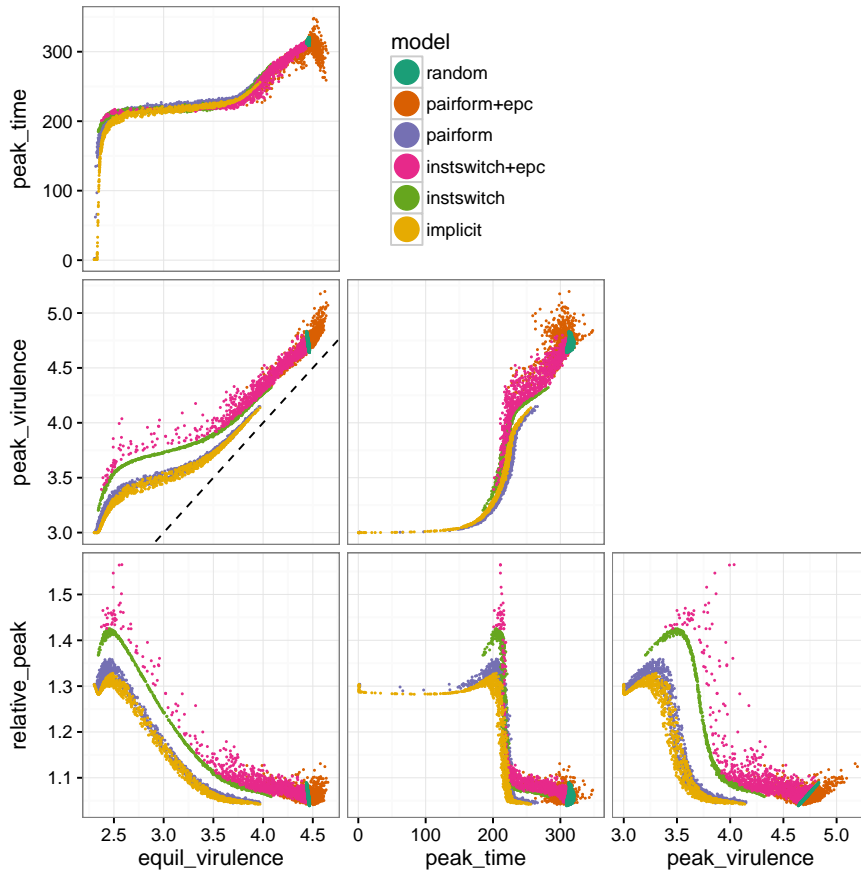 model
random
pairform+epc
pairform
instswitch+epc
instswitch
implicit
peak_time
300
200
100
0
peak_virulence
5.0
4.5
4.0
3.5
3.0
relative_peak
1.5
1.4
1.3
1.2
1.1
2.5 3.0 3.5 4.0 4.5
equil_virulence
0 100 200 300
peak_time
3.0 3.5 4.0 4.5 5.0
peak_virulence